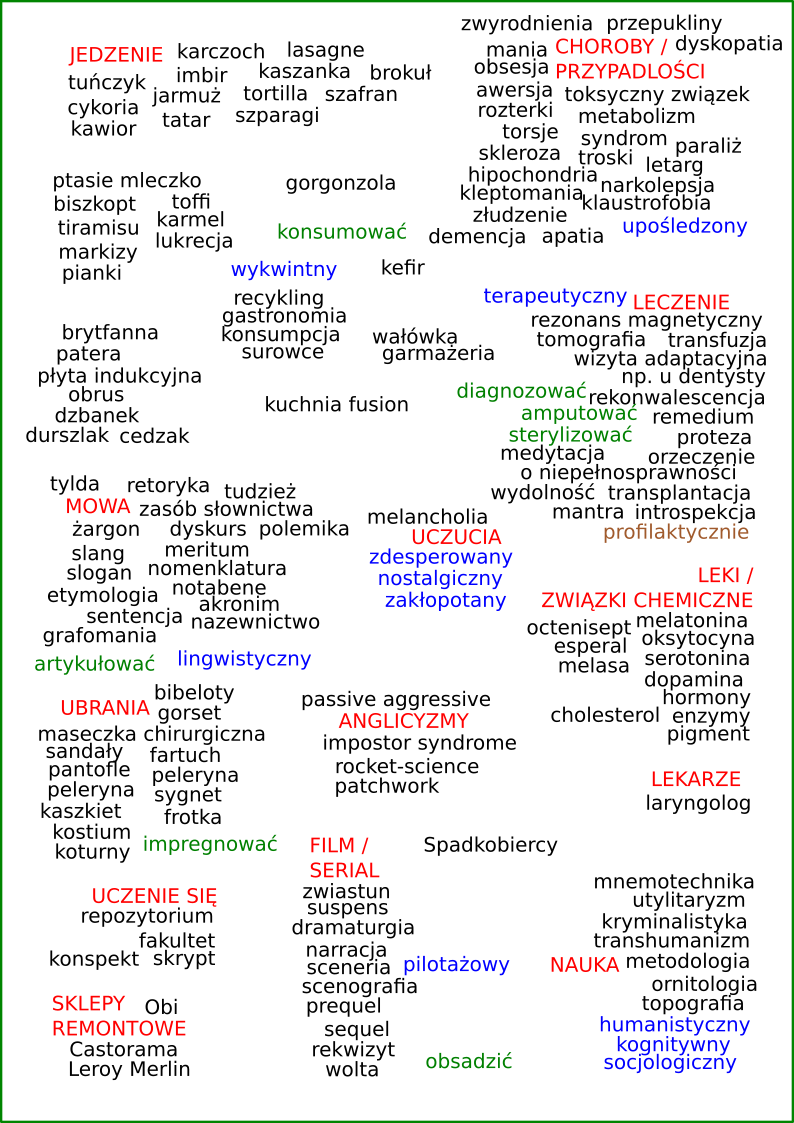 JEDZENIE karczoch lasagne
tuńczyk imbir kaszanka brokuł
cykoria jarmuż tortilla szafran
kawior tatar szparagi
ptasie mleczko gorgonzola
biszkopt toffi
tiramisu karmel konsumować
markizy lukrecja
pianki wykwintny kefir
recykling
gastronomia
brytfanna konsumpcja wałówka
patera surowce garmażeria
płyta indukcyjna
obrus kuchnia fusion
dzbanek
durszlak cedzak
zwyrodnienia przepukliny
mania CHOROBY / dyskopatia
obsesja PRZYPADLOŚCI
awersja toksyczny związek
rozterki metabolizm
torsje syndrom paraliż
skleroza troski letarg
hipochondria narkolepsja
kleptomania klaustrofobia
złudzenie upośledzony
demencja apatia
terapeutyczny LECZENIE
rezonans magnetyczny
tomografia transfuzja
wizyta adaptacyjna
np. u dentysty
diagnozować rekonwalescencja
amputować remedium
sterylizować proteza
medytacja orzeczenie
o niepełnosprawności
wydolność transplantacja
mantra introspekcja
profilaktycznie
tylda retoryka tudzież
MOWA zasób słownictwa
żargon dyskurs polemika
slang meritum
slogan nomenklatura
etymologia notabene
sentencja akronim
grafomania nazewnictwo
artykułować lingwistyczny
melancholia
UCZUCIA
zdesperowany
nostalgiczny
zakłopotany
LEKI /
ZWIĄZKI CHEMICZNE
octenisept melatonina
esperal oksytocyna
melasa serotonina
dopamina
hormony
cholesterol enzymy
pigment
UBRANIA bibeloty
gorset
maseczka chirurgiczna
sandały fartuch
pantofle peleryna
peleryna sygnet
kaszkiet frotka
kostium impregnować
koturny
passive aggressive
ANGLICYZMY
impostor syndrome
rocket-science
patchwork
LEKARZE
laryngolog
FILM / Spadkobiercy
SERIAL
zwiastun
suspens
dramaturgia
narracja
sceneria pilotażowy
scenografia
prequel
sequel
rekwizyt obsadzić
wolta
UCZENIE SIĘ
repozytorium
fakultet
konspekt skrypt
SKLEPY Obi
REMONTOWE
Castorama
Leroy Merlin
mnemotechnika
utylitaryzm
kryminalistyka
transhumanizm
NAUKA metodologia
ornitologia
topografia
humanistyczny
kognitywny
socjologiczny